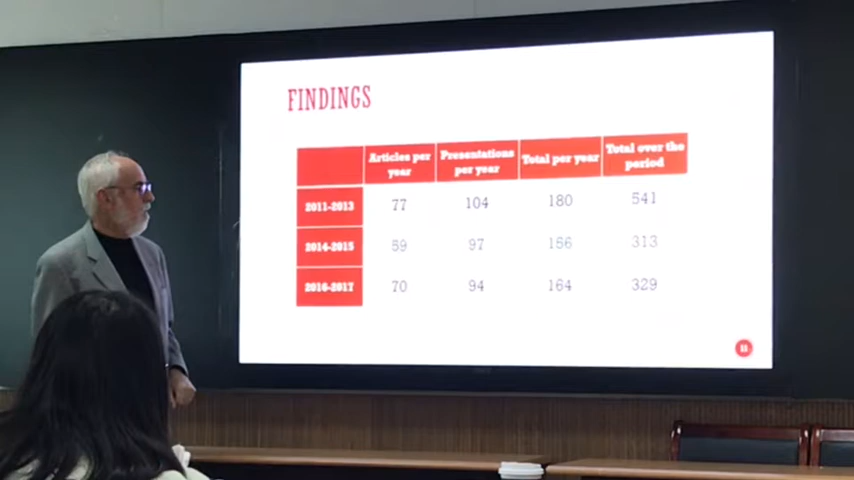 FINDINGS
Articles per year
Presentations per year
Total per year
Total over the period
2011-2013 77 104 180 541
2014-2015 59 97 156 313
2016-2017 70 94 164 329